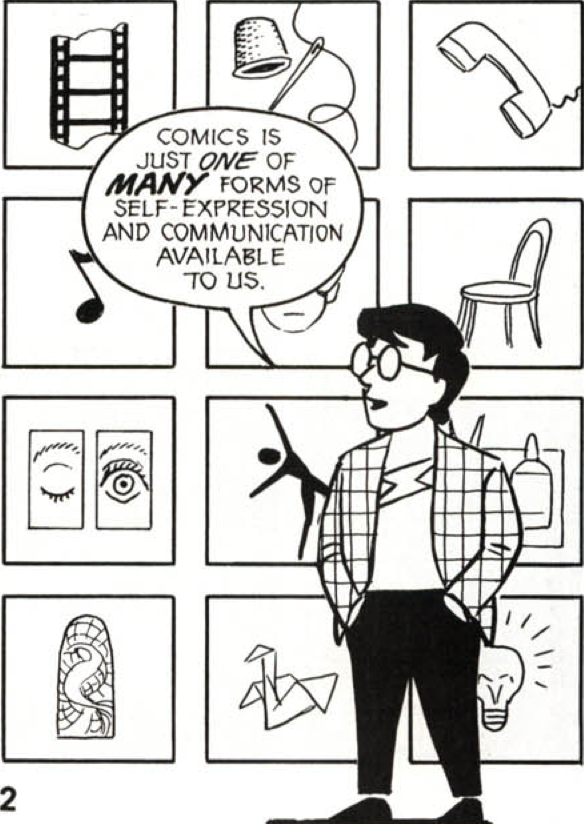 COMICS IS
JUST ONE OF
MANY FORMS OF
SELF-EXPRESSION
AND COMMUNICATION
AVAILABLE
TO US.
2